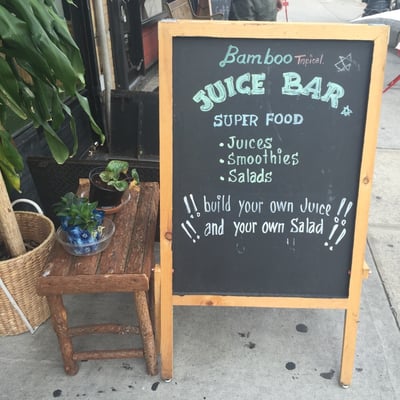 Bamboo Tropical.
JUICE BAR
SUPER FOOD
• Juices
• Smoothies
• Salads
!! build your own Juice !!
!! and your own Salad !!
"